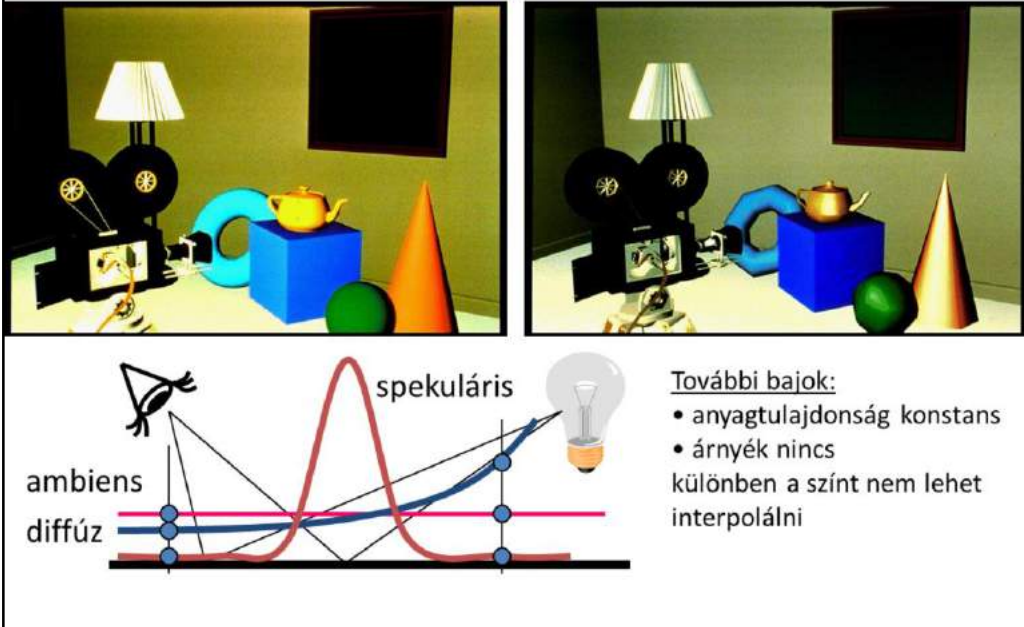 spekuláris
ambiens
diffúz
További bajok:
• anyagtulajdonság konstans
• árnyék nincs
különben a színt nem lehet
interpolálni